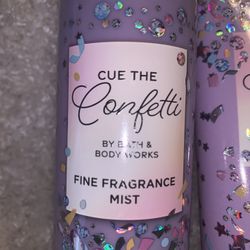 CUE THE
Confetti
BY BATH &
BODY WORKS
FINE FRAGRANCE
MIST